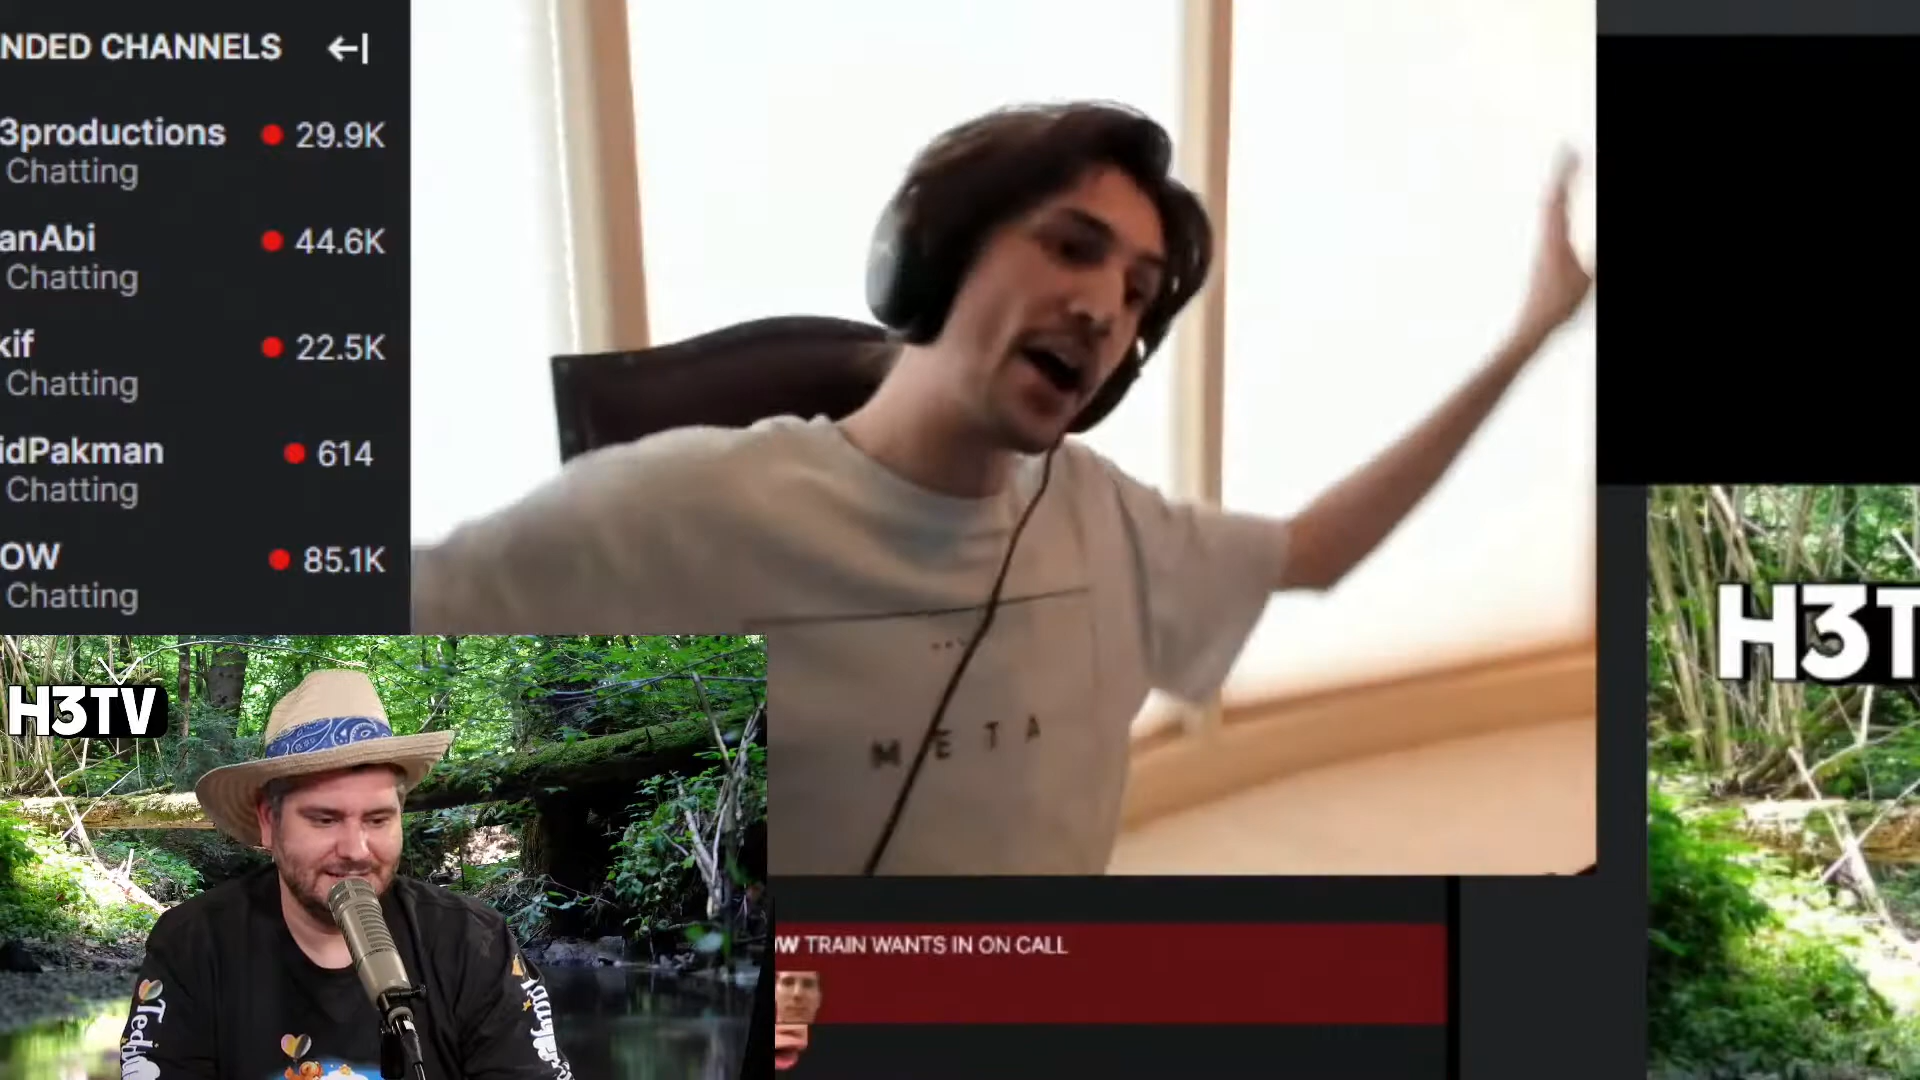 NDED CHANNELS
3productions
29.9K
Chatting
anAbi
44.6K
Chatting
kif
22.5K
Chatting
idPakman
614
Chatting
OW
85.1K
Chatting
META
H3TV
H3T
W TRAIN WANTS IN ON CALL